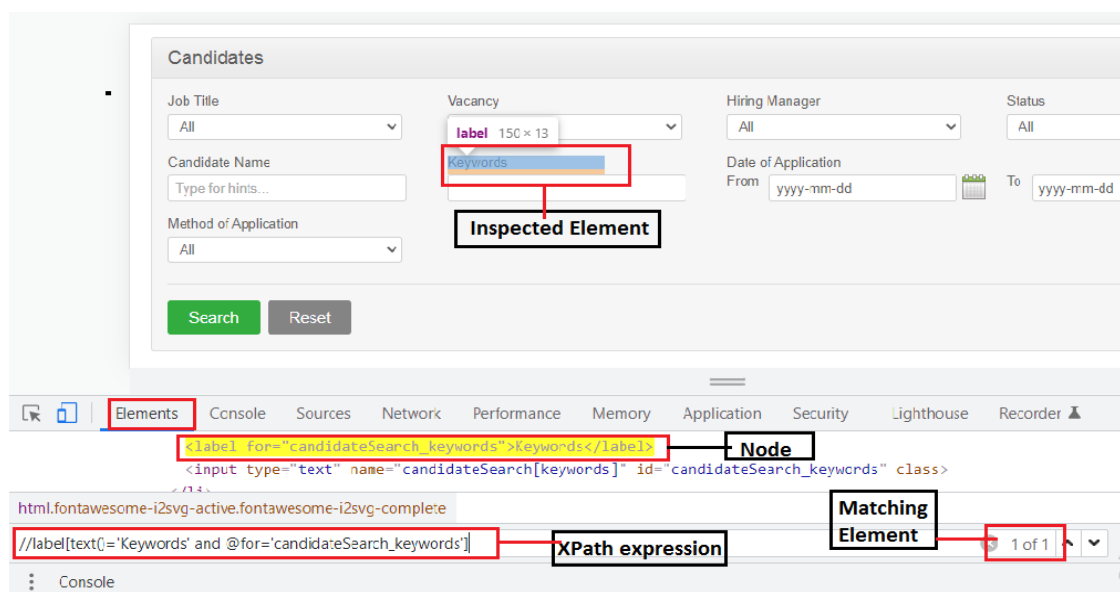 Candidates
Job Title Vacancy Hiring Manager Status
All All All
label 150 × 13
Candidate Name Keywords Date of Application
Type for hints... From yyyy-mm-dd To yyyy-mm-dd
Method of Application
All
Inspected Element
Search Reset
Elements Console Sources Network Performance Memory Application Security Lighthouse Recorder
<label for="candidateSearch_keywords">Keywords</label>
Node
<input type="text" name="candidateSearch[keywords]" id="candidateSearch_keywords" class>
</li>
html.fontawesome-i2svg-active.fontawesome-i2svg-complete
Matching
Element
//label[text()='Keywords' and @for='candidateSearch_keywords']
XPath expression
1 of 1
Console